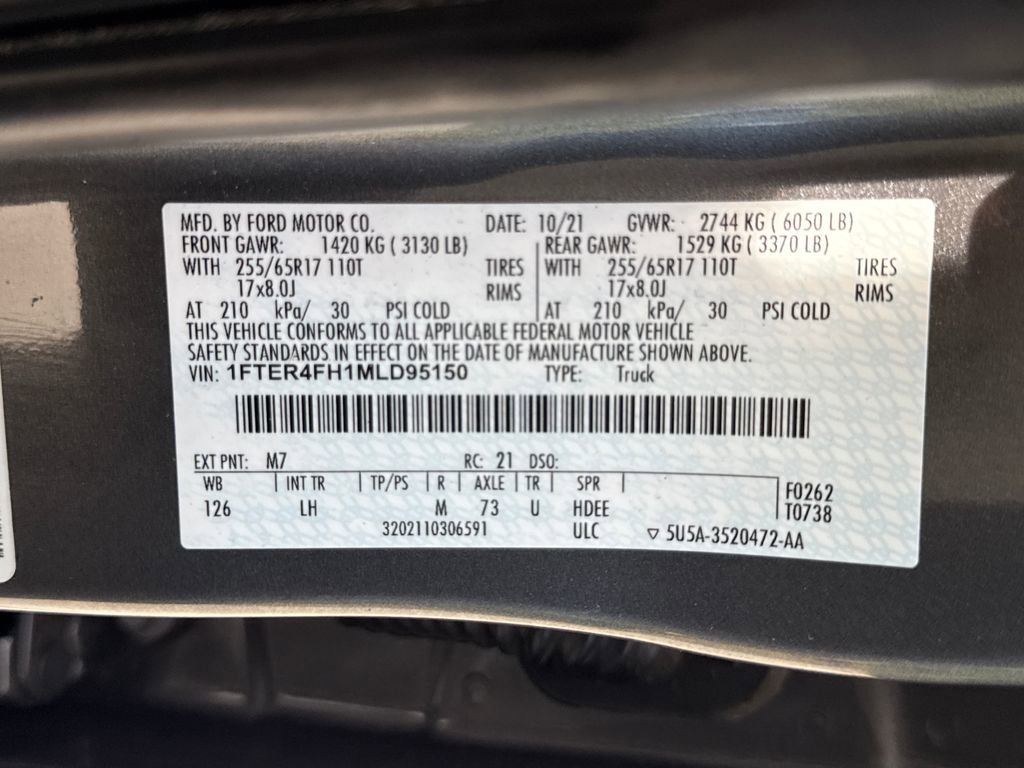 MFD. BY FORD MOTOR CO. DATE: 10/21 GVWR: 2744 KG ( 6050 LB)
FRONT GAWR: 1420 KG ( 3130 LB) REAR GAWR: 1529 KG ( 3370 LB)
WITH 255/65R17 110T TIRES WITH 255/65R17 110T TIRES
17x8.0J RIMS 17x8.0J RIMS
AT 210 kPa/ 30 PSI COLD AT 210 kPa/ 30 PSI COLD
THIS VEHICLE CONFORMS TO ALL APPLICABLE FEDERAL MOTOR VEHICLE
SAFETY STANDARDS IN EFFECT ON THE DATE OF MANUFACTURE SHOWN ABOVE.
VIN: 1FTER4FH1MLD95150 TYPE: Truck
EXT PNT: M7 RC: 21 DSO:
WB INT TR TP/PS R AXLE TR SPR F0262
126 LH M 73 U HDEE T0738
3202110306591 ULC ▽ 5U5A-3520472-AA